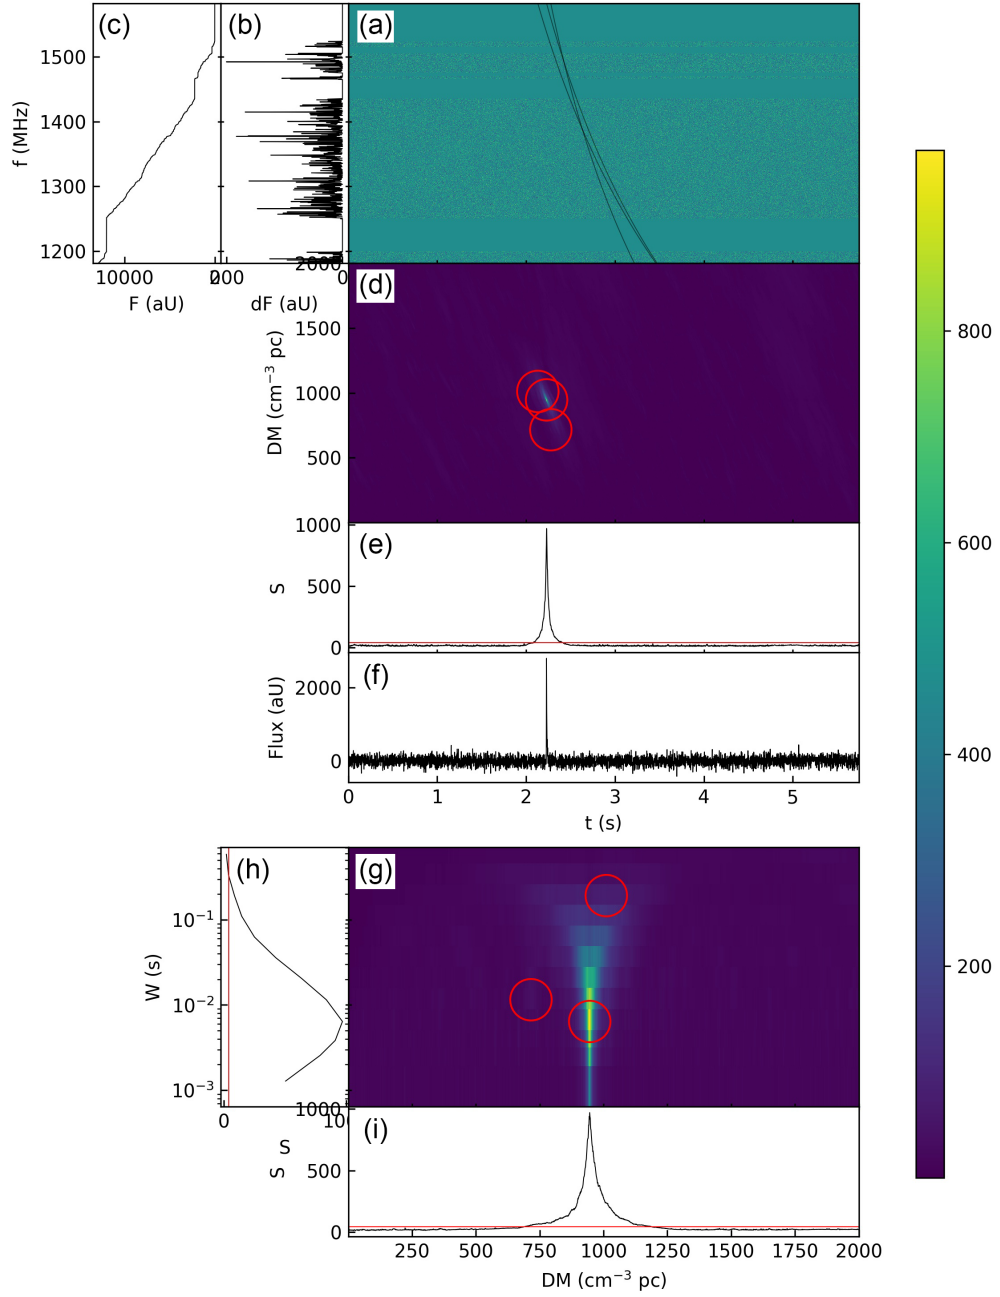 (c)
(b)
(a)
1500
1400
1300
1200
f (MHz)
10000
0
F (aU)
200
0
dF (aU)
2000
(d)
1500
1000
500
DM (cm⁻³ pc)
1000
(e)
500
0
S
(f)
2000
0
Flux (aU)
0 1 2 3 4 5
t (s)
(h)
(g)
10⁻¹
10⁻²
10⁻³
W (s)
0
S
1000
(i)
500
0
S
250 500 750 1000 1250 1500 1750 2000
DM (cm⁻³ pc)
800
600
400
200